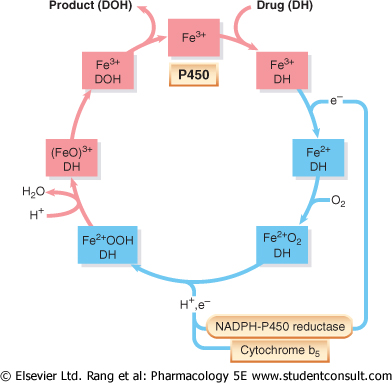 Product (DOH)
Drug (DH)
Fe³⁺
P450
Fe³⁺
DOH
Fe³⁺
DH
e⁻
(FeO)³⁺
DH
Fe²⁺
DH
H₂O
H⁺
O₂
Fe²⁺OOH
DH
Fe²⁺O₂
DH
H⁺,e⁻
NADPH-P450 reductase
Cytochrome b₅
© Elsevier Ltd. Rang et al: Pharmacology 5E www.studentconsult.com